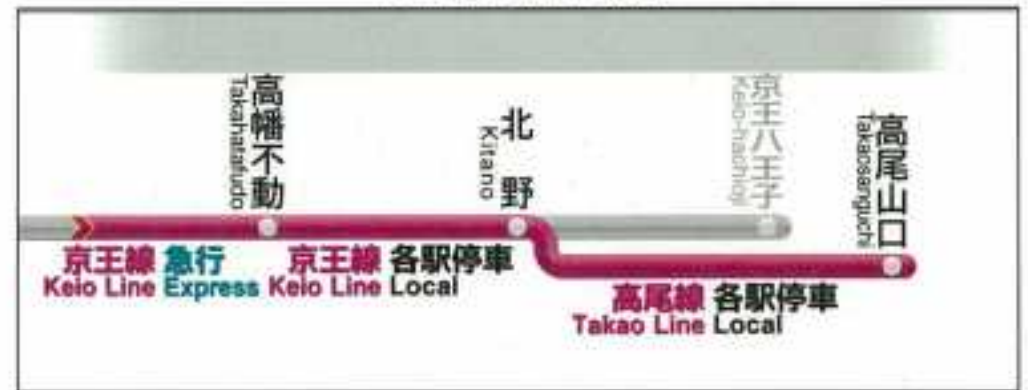 高幡不動
Takahatafudo
北野
Kitano
京王八王子
Keio-hachioji
高尾山口
Takaosanguchi
京王線 急行
Keio Line Express
京王線 各駅停車
Keio Line Local
高尾線 各駅停車
Takao Line Local